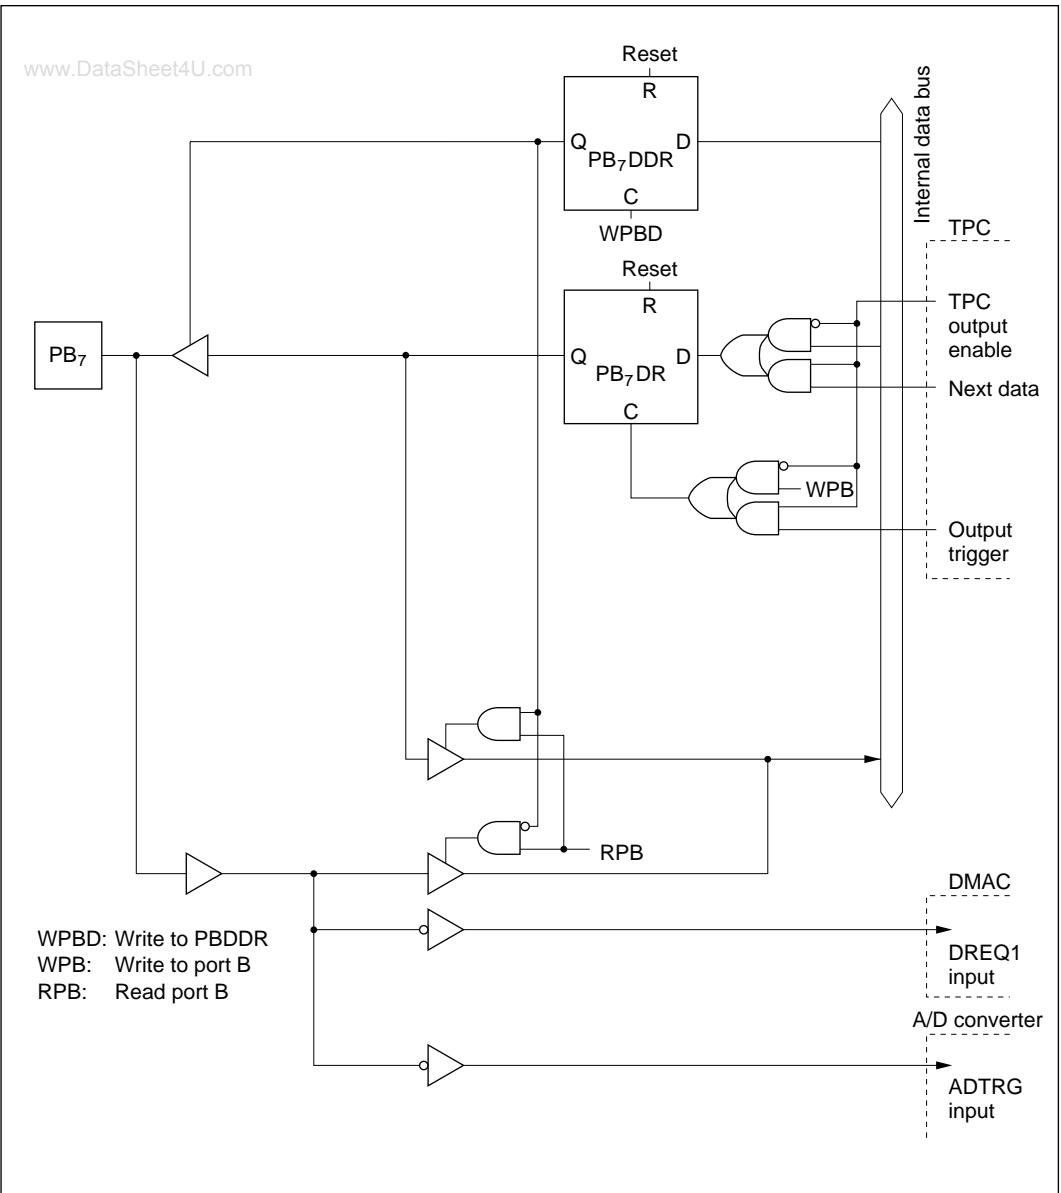 www.DataSheet4U.com
Reset
R
Q
D
PB7DDR
C
WPBD
Internal data bus
TPC
Reset
R
TPC
output
enable
PB7
Q
D
PB7DR
Next data
C
WPB
Output
trigger
RPB
DMAC
WPBD: Write to PBDDR
WPB: Write to port B
RPB: Read port B
DREQ1
input
A/D converter
ADTRG
input